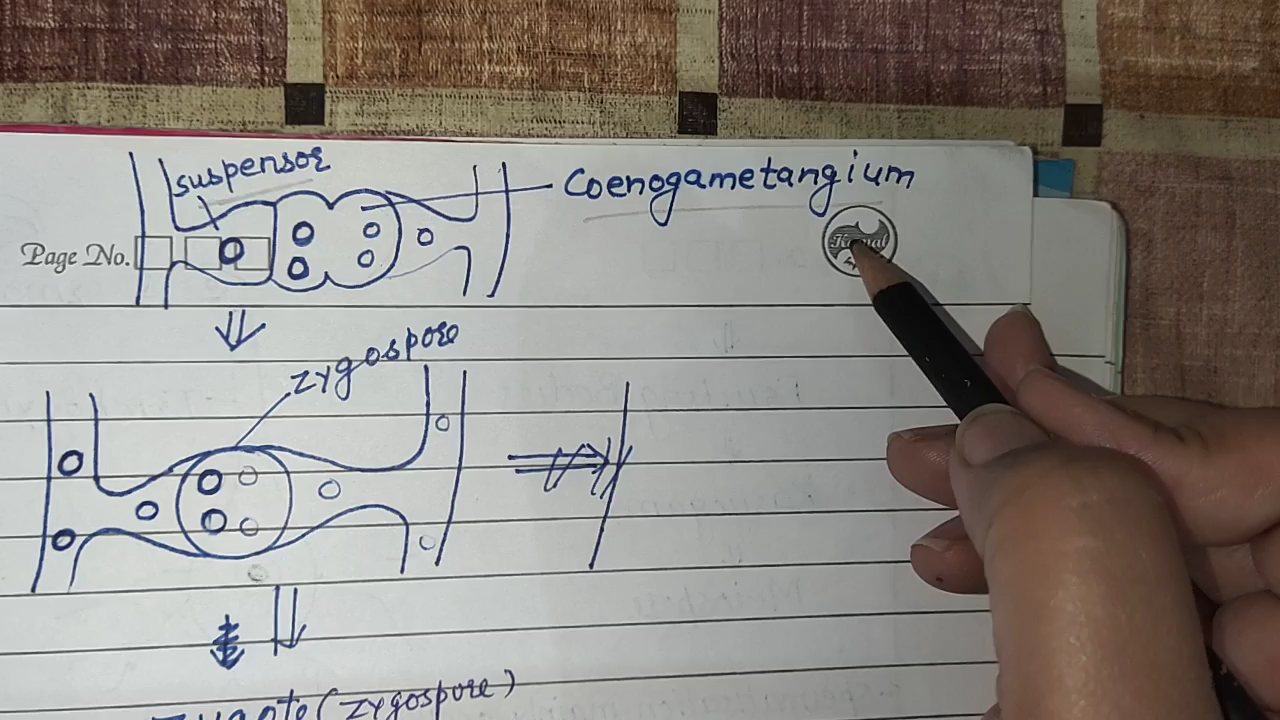 suspensor
Coenogametangium
Page No.
zygospore
Zygote (zygospore)